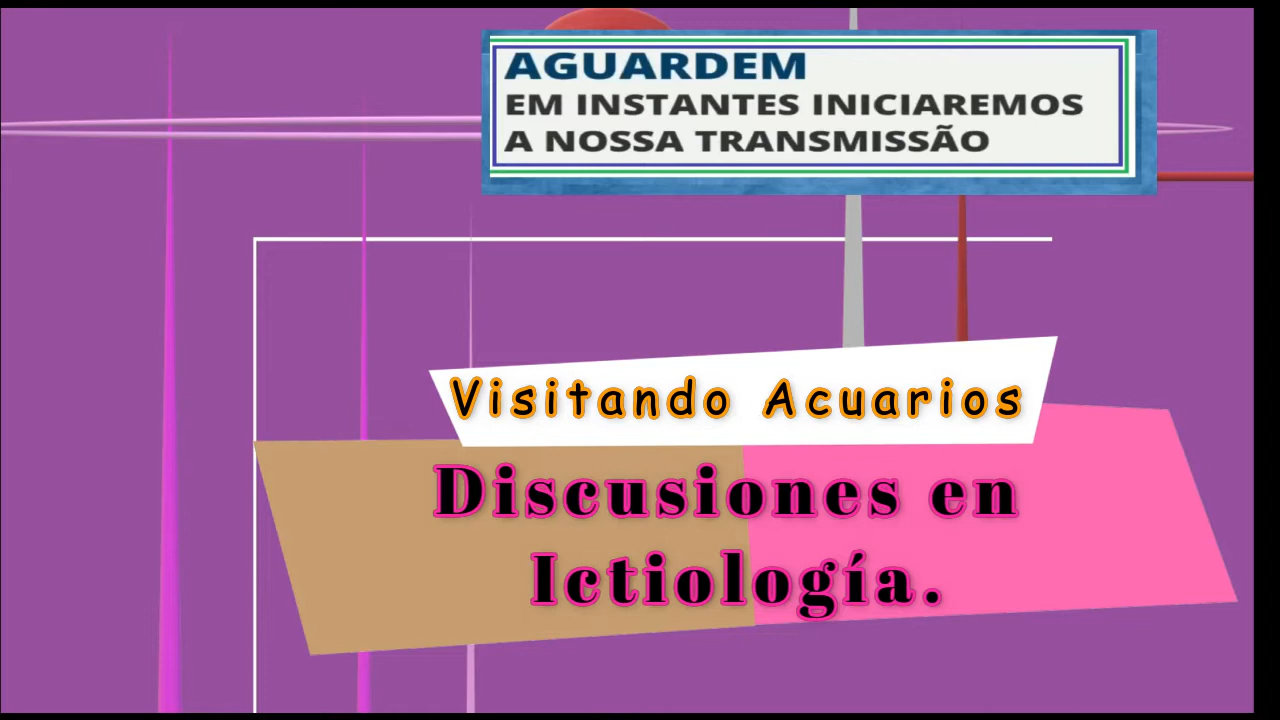 AGUARDEM
EM INSTANTES INICIAREMOS
A NOSSA TRANSMISSÃO
Visitando Acuarios
Discusiones en
Ictiología.